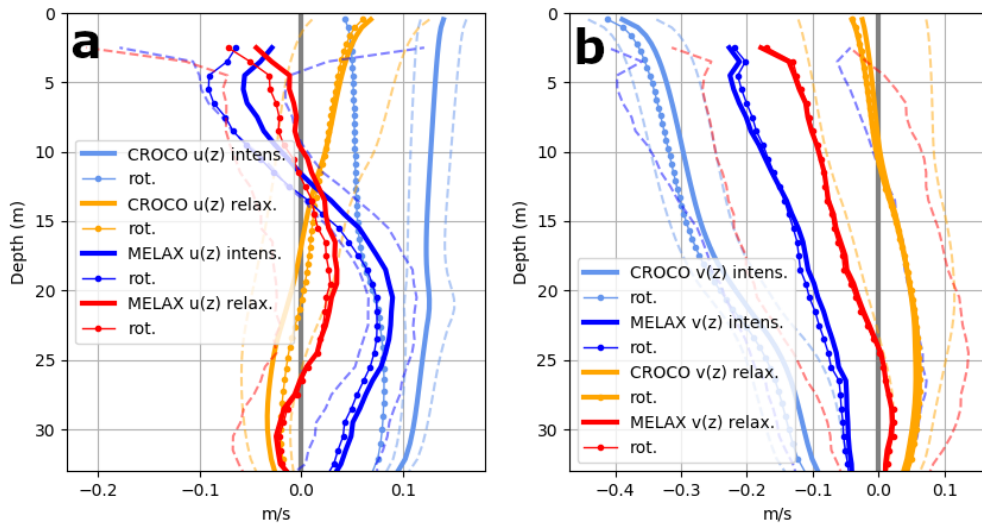 a
0
5
10
15
20
25
30
Depth (m)
CROCO u(z) intens.
rot.
CROCO u(z) relax.
rot.
MELAX u(z) intens.
rot.
MELAX u(z) relax.
rot.
−0.2
−0.1
0.0
0.1
m/s
b
0
5
10
15
20
25
30
Depth (m)
CROCO v(z) intens.
rot.
MELAX v(z) intens.
rot.
CROCO v(z) relax.
rot.
MELAX v(z) relax.
rot.
−0.4
−0.3
−0.2
−0.1
0.0
0.1
m/s